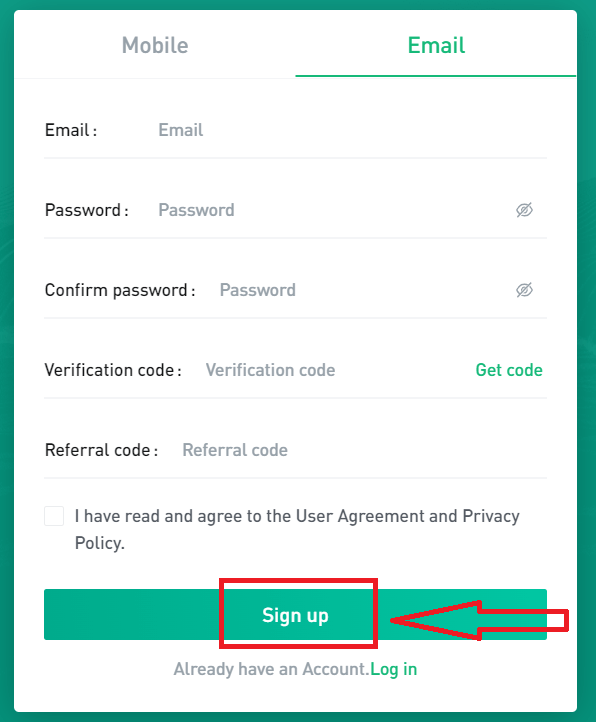 Mobile Email
Email : Email
Password : Password
Confirm password : Password
Verification code : Verification code Get code
Referral code : Referral code
I have read and agree to the User Agreement and Privacy
Policy.
Sign up
Already have an Account.Log in